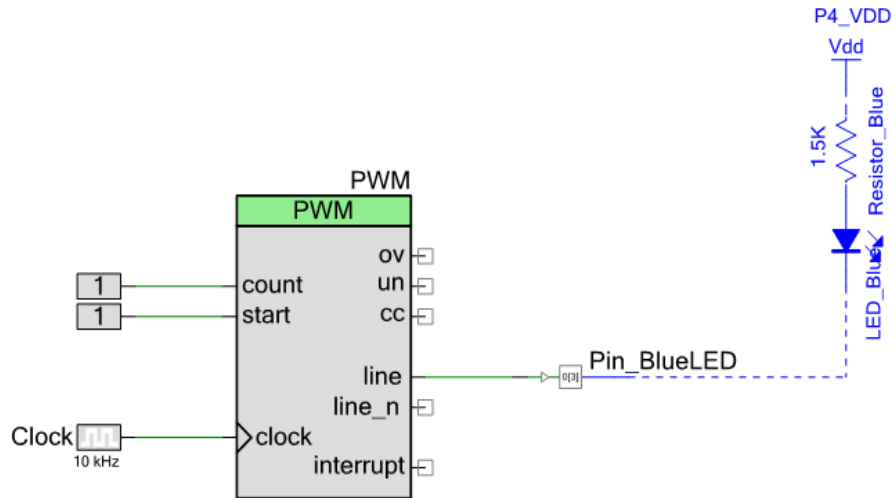 P4_VDD
Vdd
1.5K
Resistor_Blue
LED_Blue
PWM
PWM
ov
1
count
un
1
start
cc
line
0[3]
Pin_BlueLED
line_n
Clock
10 kHz
clock
interrupt